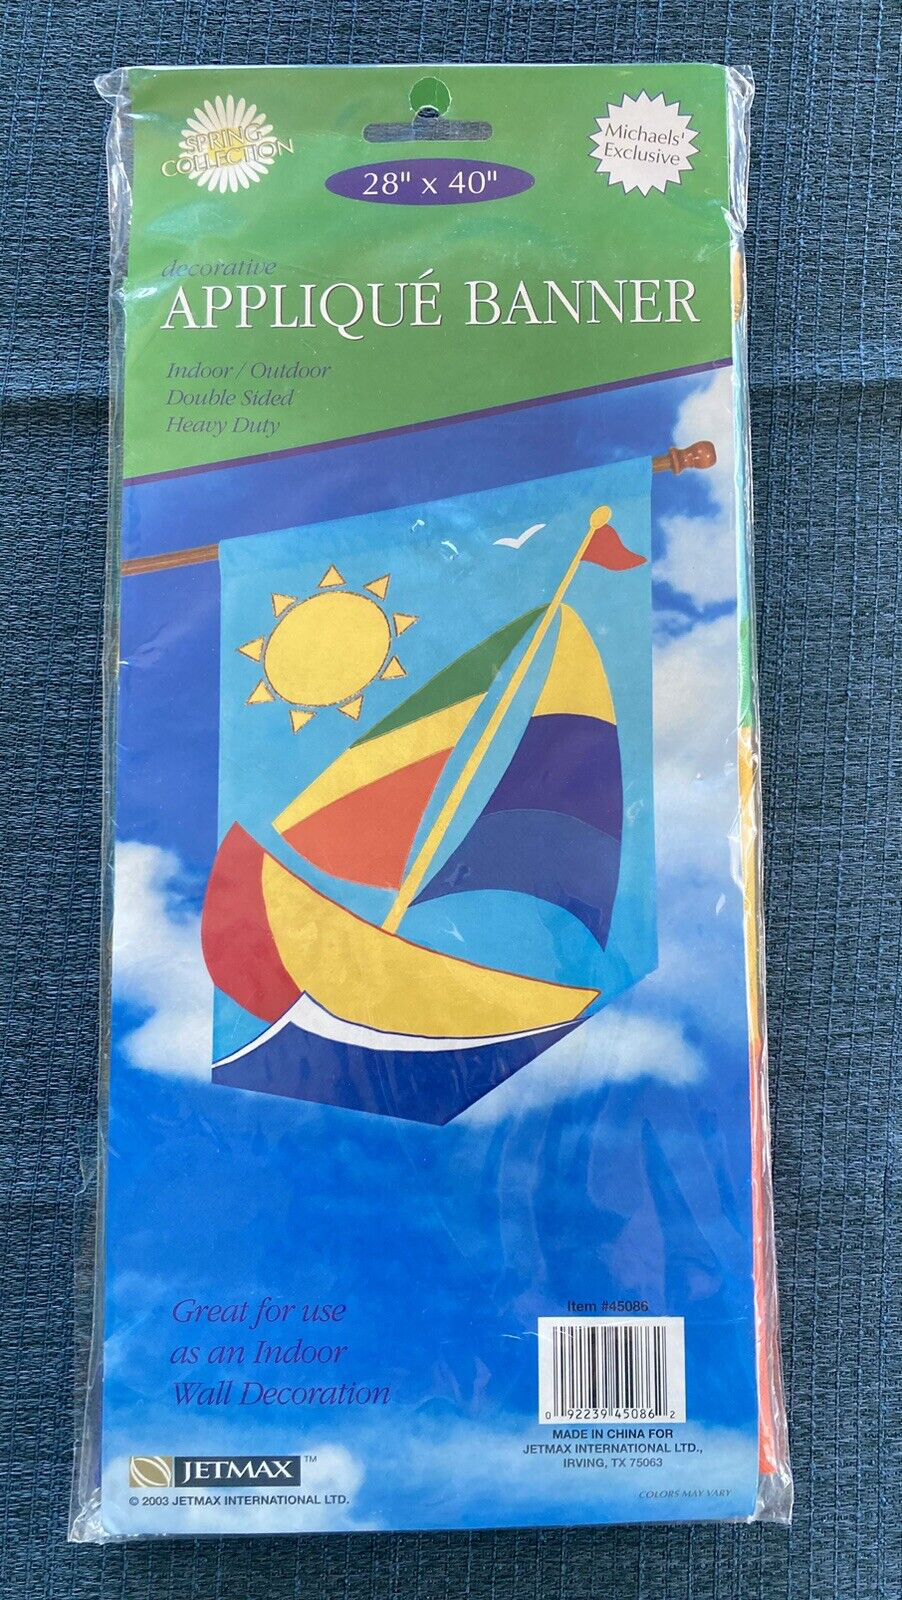 SPRING
COLLECTION
Michaels'
Exclusive
28" x 40"
decorative
APPLIQUÉ BANNER
Indoor / Outdoor
Double Sided
Heavy Duty
Great for use
as an Indoor
Wall Decoration
Item #45086
0 92239 45086 2
MADE IN CHINA FOR
JETMAX INTERNATIONAL LTD.,
IRVING, TX 75063
JETMAX™
© 2003 JETMAX INTERNATIONAL LTD.
COLORS MAY VARY